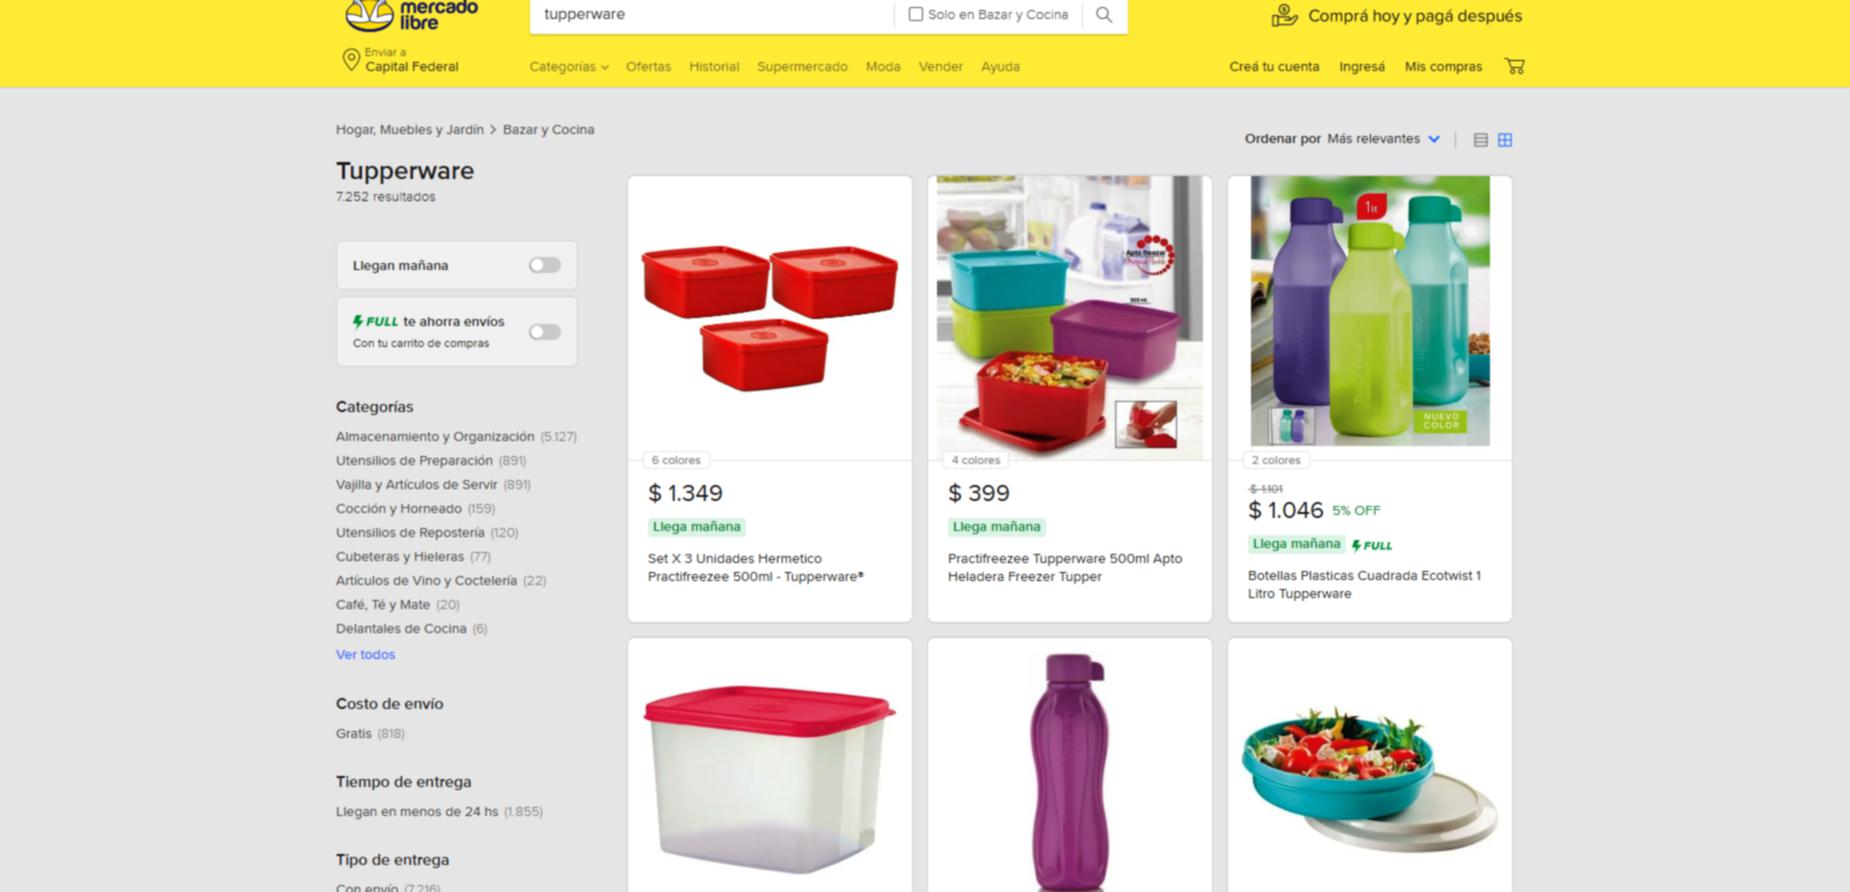 mercado
libre
tupperware
Solo en Bazar y Cocina
Comprá hoy y pagá después
Enviar a
Capital Federal
Categorías
Ofertas
Historial
Supermercado
Moda
Vender
Ayuda
Creá tu cuenta
Ingresá
Mis compras
Hogar, Muebles y Jardín > Bazar y Cocina
Ordenar por Más relevantes
Tupperware
7.252 resultados
Llegan mañana
FULL te ahorra envíos
Con tu carrito de compras
Categorías
Almacenamiento y Organización (5.127)
Utensilios de Preparación (891)
Vajilla y Artículos de Servir (891)
Cocción y Horneado (159)
Utensilios de Repostería (120)
Cubeteras y Hieleras (77)
Artículos de Vino y Coctelería (22)
Café, Té y Mate (20)
Delantales de Cocina (6)
Ver todos
Costo de envío
Gratis (818)
Tiempo de entrega
Llegan en menos de 24 hs (1.855)
Tipo de entrega
Con envío (7.216)
6 colores
$ 1.349
Llega mañana
Set X 3 Unidades Hermetico
Practifreezee 500ml - Tupperware®
Apto freezer
500 ml
4 colores
$ 399
Llega mañana
Practifreezee Tupperware 500ml Apto
Heladera Freezer Tupper
1lt
Tupperware
NUEVO
COLOR
2 colores
$ 1.101
$ 1.046 5% OFF
Llega mañana FULL
Botellas Plasticas Cuadrada Ecotwist 1
Litro Tupperware